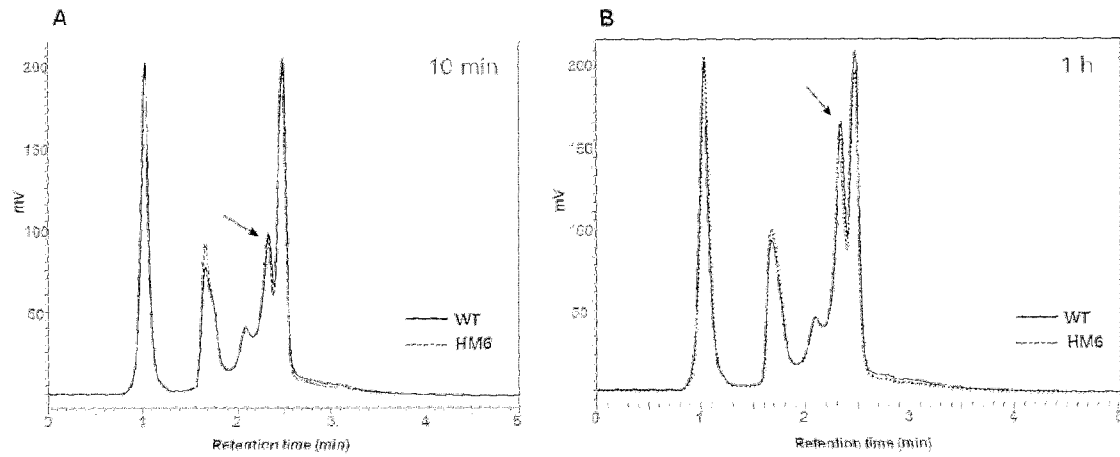 A
10 min
200
150
100
50
mV
WT
HM6
0 1 2 3 4 5
Retention time (min)
B
1 h
200
150
100
50
mV
WT
HM6
0 1 2 3 4 5
Retention time (min)